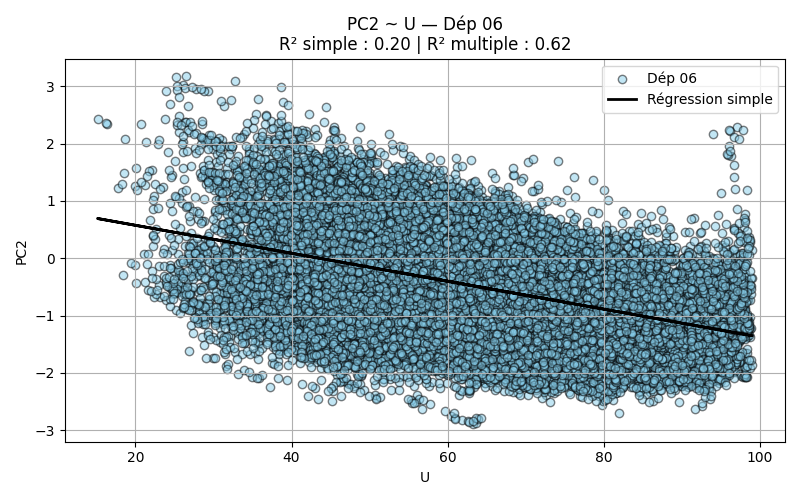 PC2 ~ U — Dép 06
R² simple : 0.20 | R² multiple : 0.62
Dép 06
Régression simple
3
2
1
0
−1
−2
−3
PC2
20
40
60
80
100
U